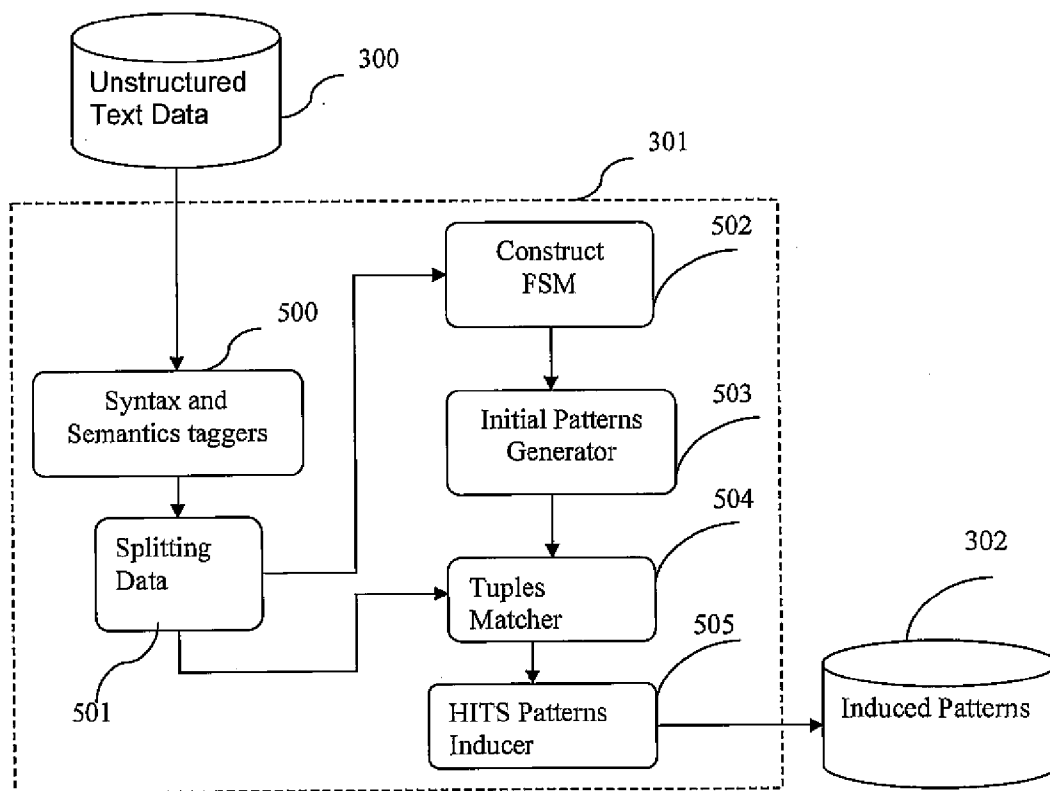 Unstructured
Text Data
300
301
Construct
FSM
502
500
Syntax and
Semantics taggers
Initial Patterns
Generator
503
Splitting
Data
501
Tuples
Matcher
504
HITS Patterns
Inducer
505
302
Induced Patterns